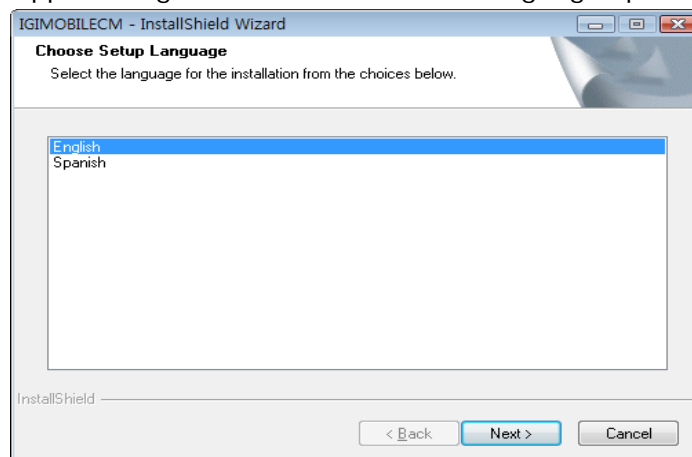 IGIMOBILECM - InstallShield Wizard
Choose Setup Language
Select the language for the installation from the choices below.
English
Spanish
InstallShield
< Back Next > Cancel